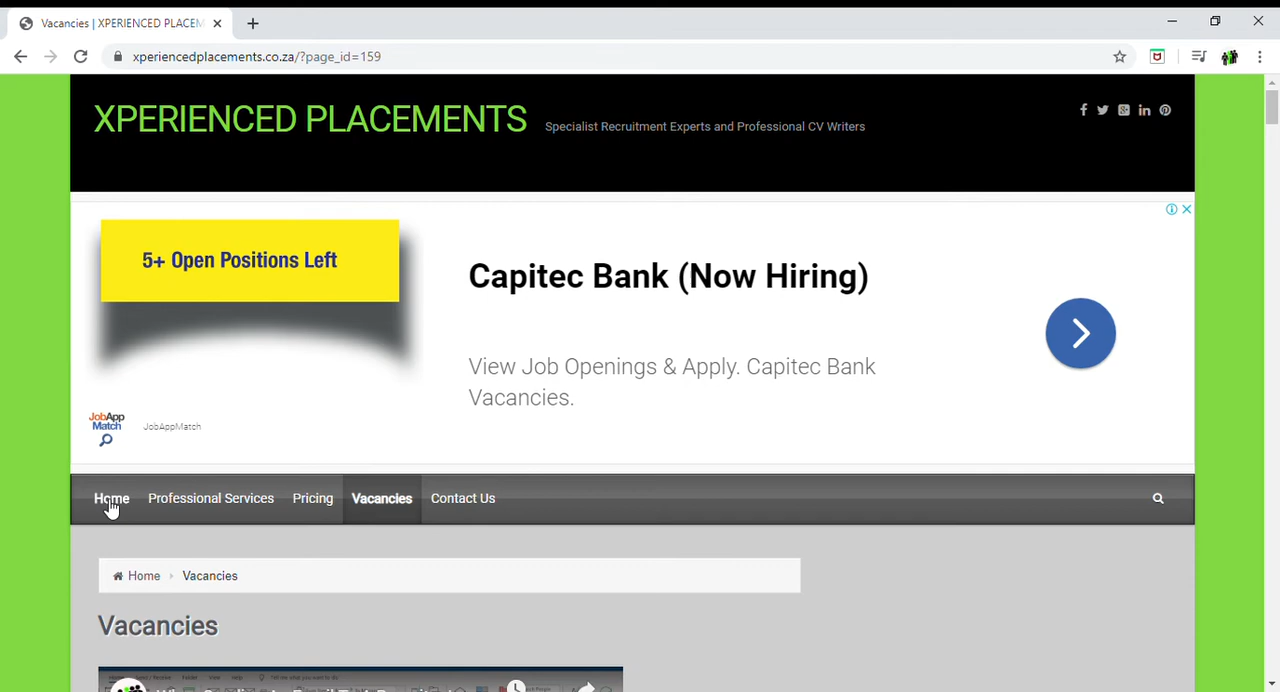 Vacancies | XPERIENCED PLACEM
xperiencedplacements.co.za/?page_id=159
XPERIENCED PLACEMENTS
Specialist Recruitment Experts and Professional CV Writers
5+ Open Positions Left
Capitec Bank (Now Hiring)
View Job Openings & Apply. Capitec Bank
Vacancies.
JobApp
Match
JobAppMatch
Home Professional Services Pricing Vacancies Contact Us
Home Vacancies
Vacancies